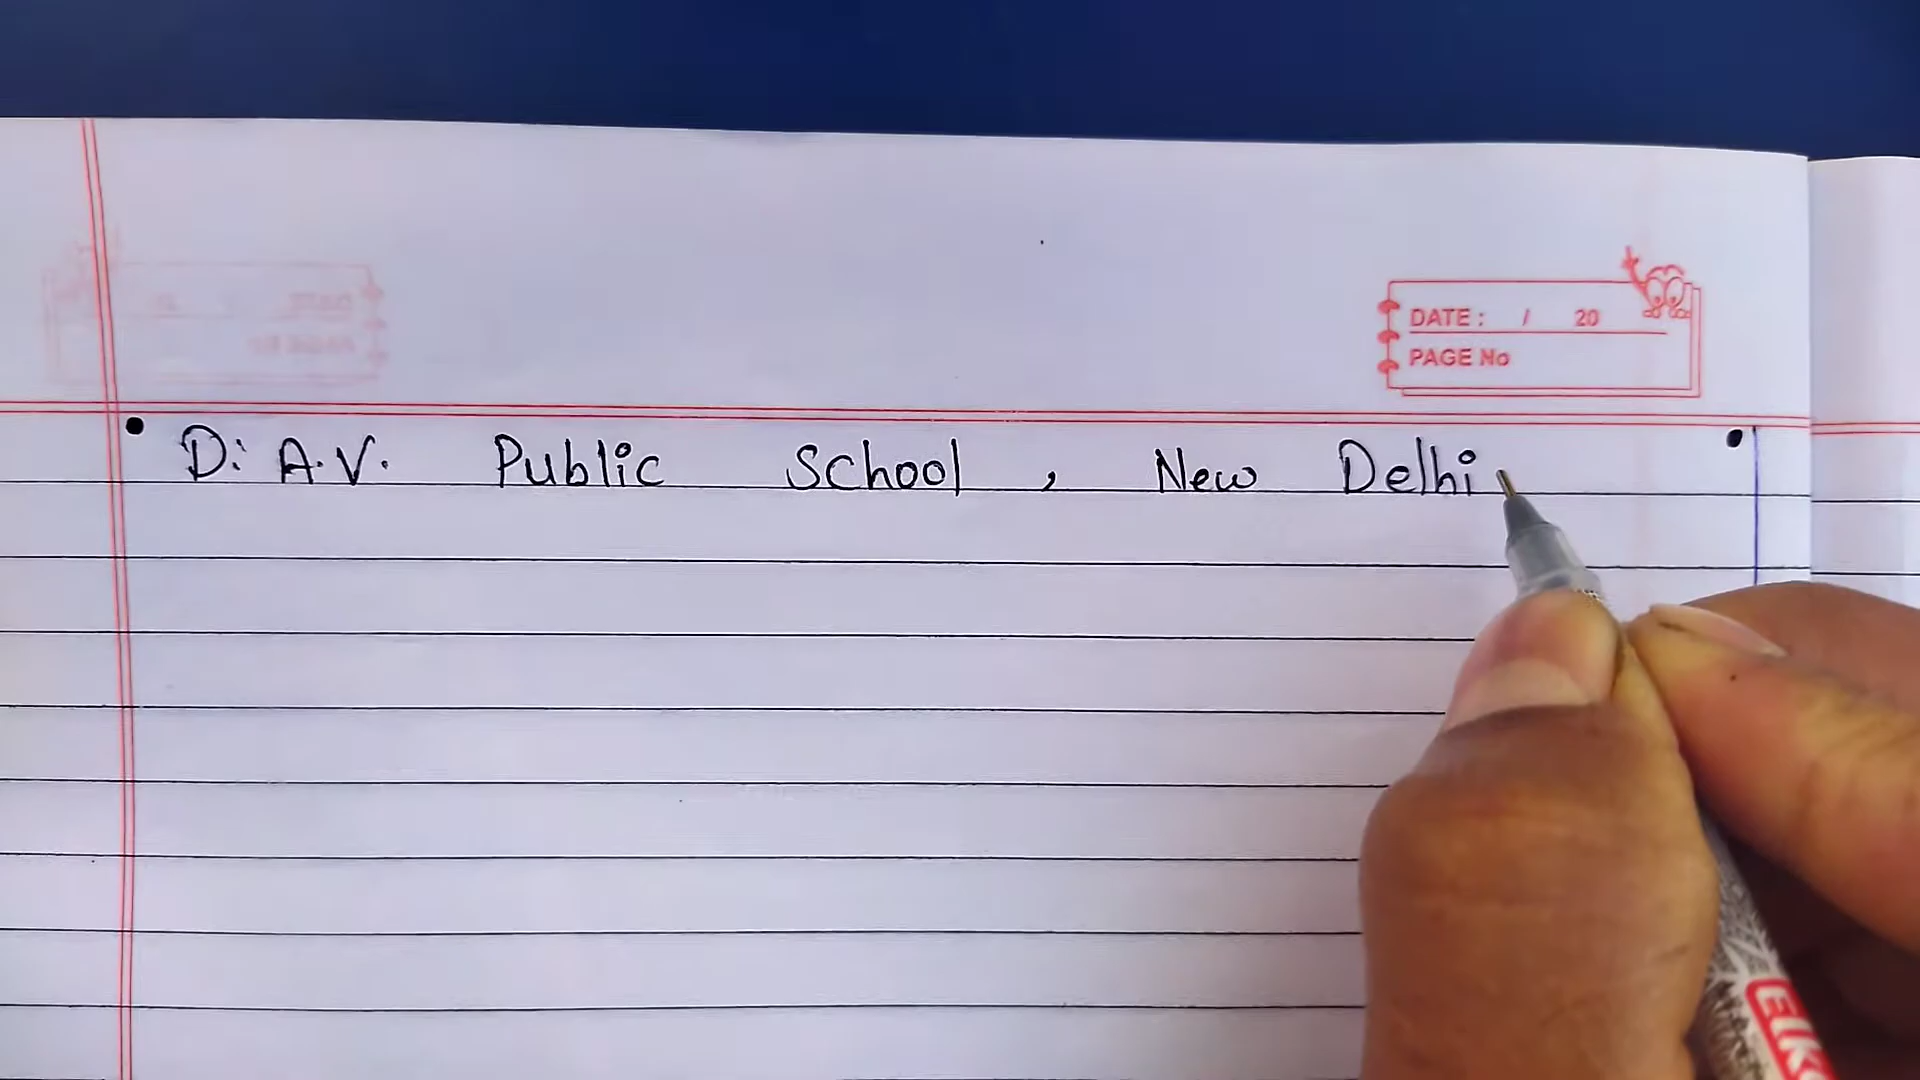 DATE : / 20
PAGE No
D. A.V. Public School , New Delhi